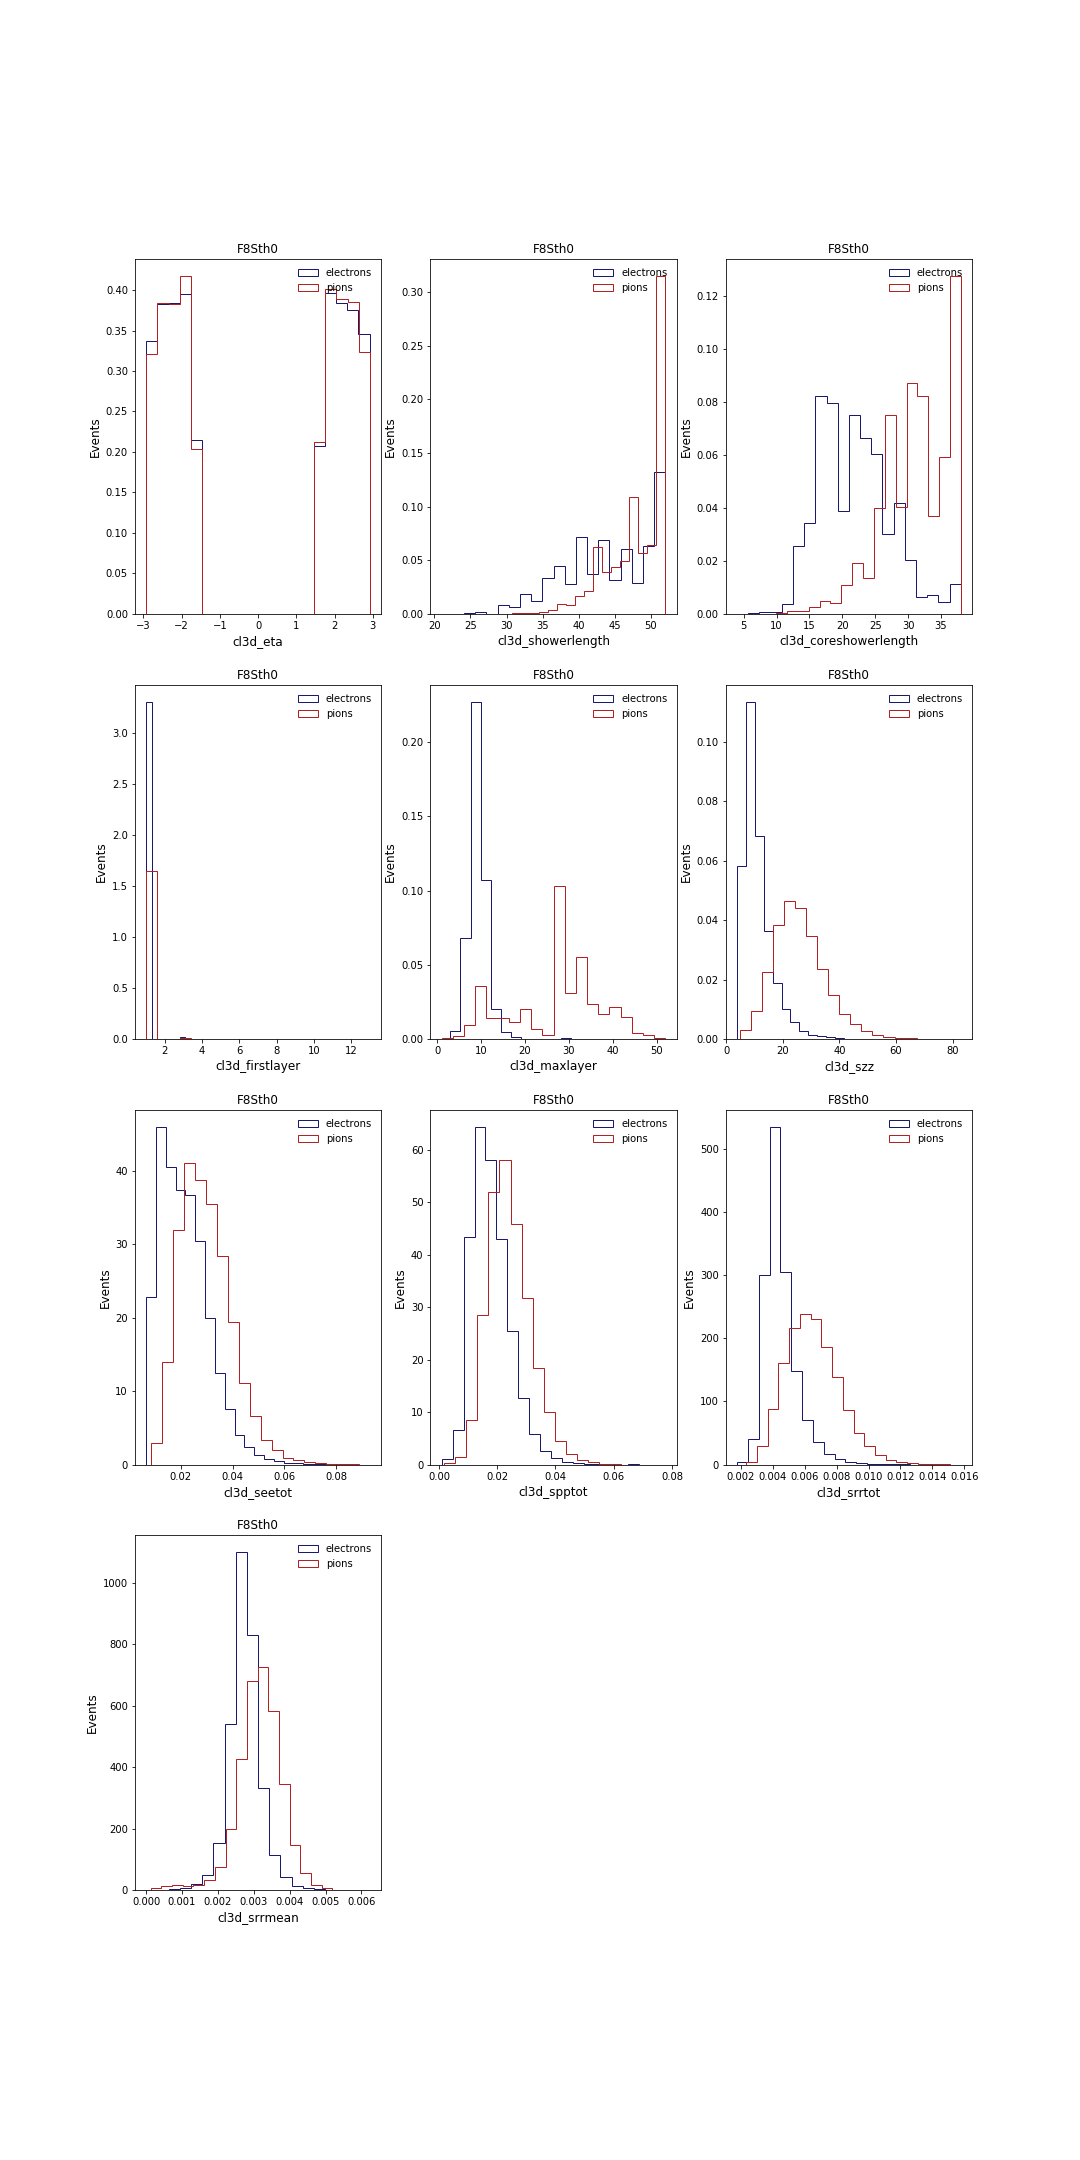 F8Sth0 F8Sth0 F8Sth0
electrons electrons electrons
pions pions pions
0.40 0.30 0.12
0.35 0.25 0.10
0.30 0.20 0.08
0.25 0.15 0.06
0.20 0.10 0.04
0.15 0.05 0.02
0.10 0.00 0.00
0.05
0.00
Events Events Events
−3 −2 −1 0 1 2 3 20 25 30 35 40 45 50 5 10 15 20 25 30 35
cl3d_eta cl3d_showerlength cl3d_coreshowerlength
F8Sth0 F8Sth0 F8Sth0
electrons electrons electrons
pions pions pions
3.0 0.20 0.10
2.5 0.15 0.08
2.0 0.10 0.06
1.5 0.05 0.04
1.0 0.00 0.02
0.5 0.00
0.0
Events Events Events
2 4 6 8 10 12 0 10 20 30 40 50 0 20 40 60 80
cl3d_firstlayer cl3d_maxlayer cl3d_szz
F8Sth0 F8Sth0 F8Sth0
electrons electrons electrons
pions pions pions
40 60 500
30 50 400
20 40 300
10 30 200
0 20 100
10 0
0
Events Events Events
0.02 0.04 0.06 0.08 0.00 0.02 0.04 0.06 0.08 0.002 0.004 0.006 0.008 0.010 0.012 0.014 0.016
cl3d_seetot cl3d_spptot cl3d_srrtot
F8Sth0
electrons
pions
1000
800
600
400
200
0
Events
0.000 0.001 0.002 0.003 0.004 0.005 0.006
cl3d_srrmean